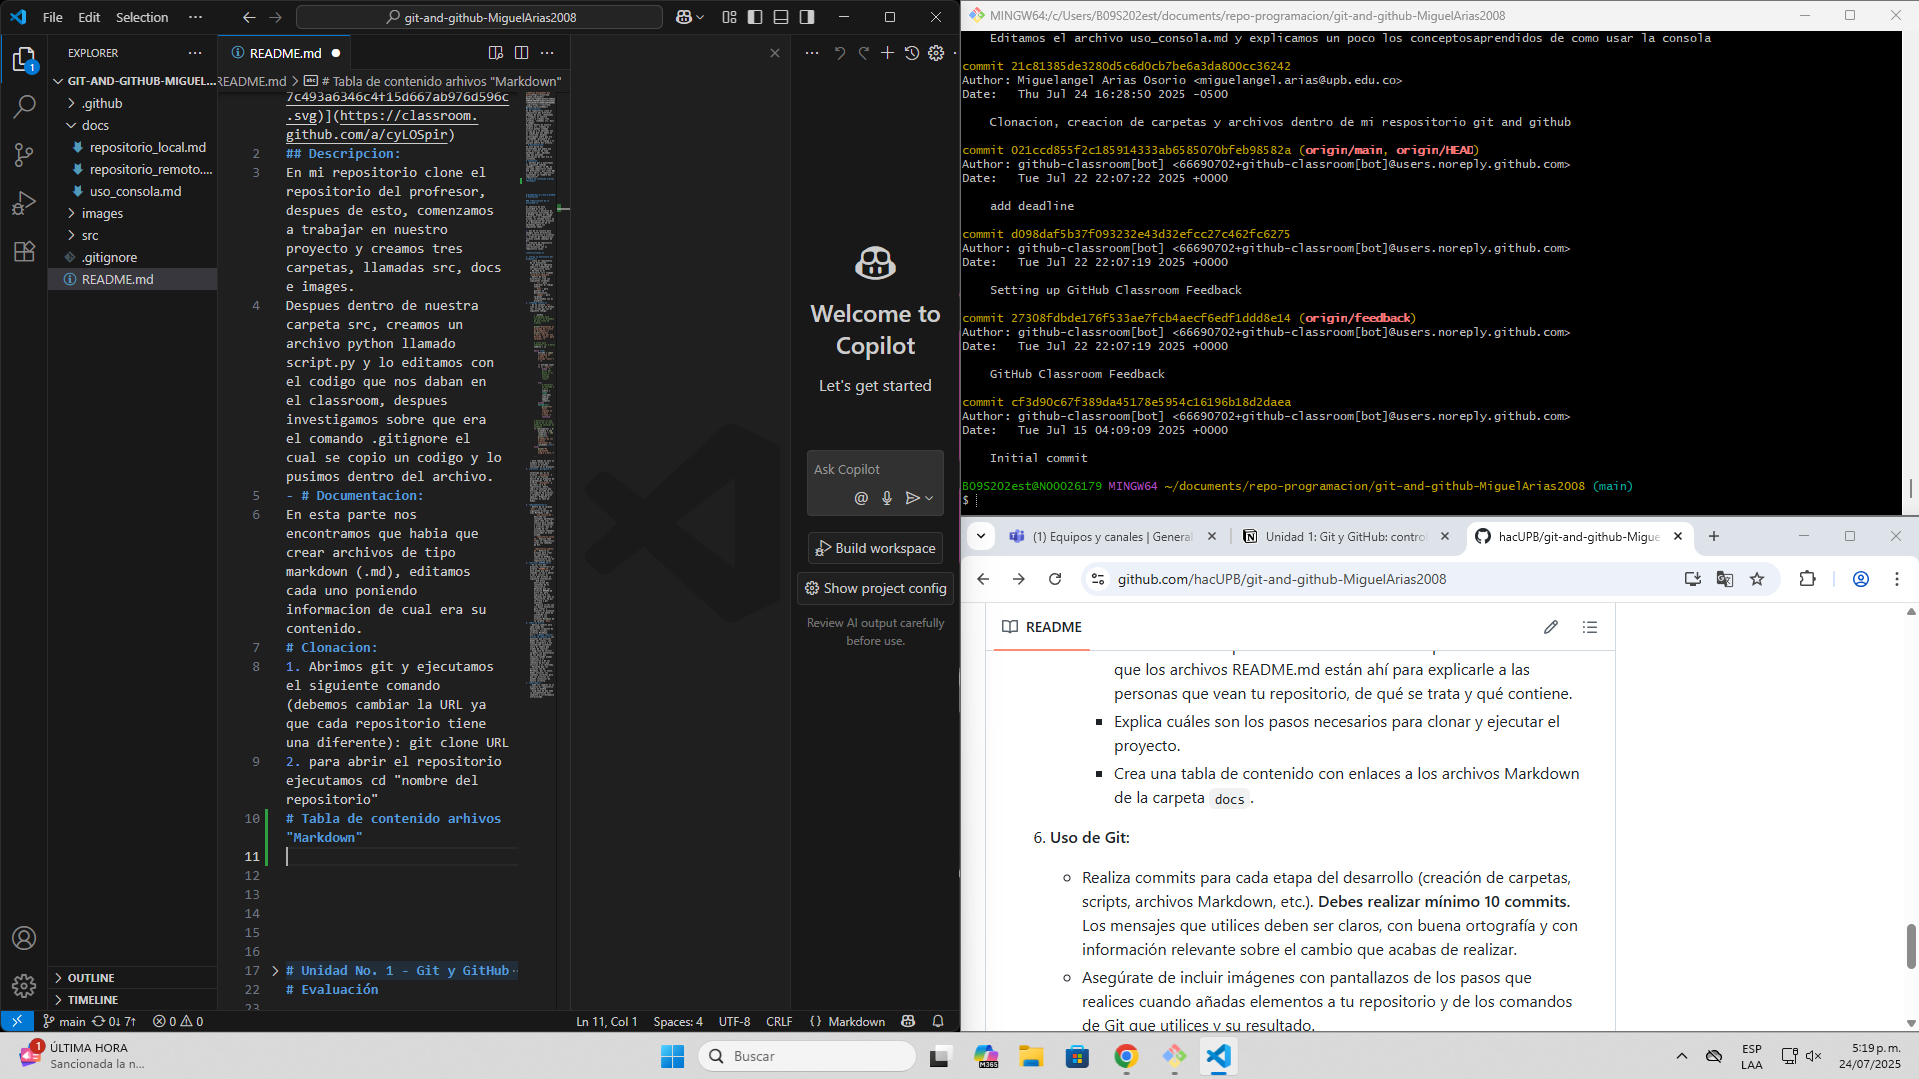 File Edit Selection ···
git-and-github-MiguelArias2008
EXPLORER
GIT-AND-GITHUB-MIGUEL...
.github
docs
repositorio_local.md
repositorio_remoto....
uso_consola.md
images
src
.gitignore
README.md
OUTLINE
TIMELINE
README.md
README.md > # Tabla de contenido arhivos "Markdown"
7c493a6346c4f15d667ab976d596c
.svg)](https://classroom.
github.com/a/cyLOSpir)
2 ## Descripcion:
3 En mi repositorio clone el
repositorio del profresor,
despues de esto, comenzamos
a trabajar en nuestro
proyecto y creamos tres
carpetas, llamadas src, docs
e images.
4 Despues dentro de nuestra
carpeta src, creamos un
archivo python llamado
script.py y lo editamos con
el codigo que nos daban en
el classroom, despues
investigamos sobre que era
el comando .gitignore el
cual se copio un codigo y lo
pusimos dentro del archivo.
5 - # Documentacion:
6 En esta parte nos
encontramos que habia que
crear archivos de tipo
markdown (.md), editamos
cada uno poniendo
informacion de cual era su
contenido.
7 # Clonacion:
8 1. Abrimos git y ejecutamos
el siguiente comando
(debemos cambiar la URL ya
que cada repositorio tiene
una diferente): git clone URL
9 2. para abrir el repositorio
ejecutamos cd "nombre del
repositorio"
10 # Tabla de contenido arhivos
"Markdown"
11
12
13
14
15
16
17 # Unidad No. 1 - Git y GitHub
22 # Evaluación
23
Welcome to
Copilot
Let's get started
Ask Copilot
Build workspace
Show project config
Review AI output carefully
before use.
main 0↓ 7↑ 0 0
Ln 11, Col 1 Spaces: 4 UTF-8 CRLF {} Markdown
MINGW64:/c/Users/B09S202est/documents/repo-programacion/git-and-github-MiguelArias2008
Editamos el archivo uso_consola.md y explicamos un poco los conceptosaprendidos de como usar la consola
commit 21c81385de3280d5c6d0cb7be6a3da800cc36242
Author: Miguelangel Arias Osorio <miguelangel.arias@upb.edu.co>
Date: Thu Jul 24 16:28:50 2025 -0500
Clonacion, creacion de carpetas y archivos dentro de mi respositorio git and github
commit 021ccd855f2c185914333ab6585070bfeb98582a (origin/main, origin/HEAD)
Author: github-classroom[bot] <66690702+github-classroom[bot]@users.noreply.github.com>
Date: Tue Jul 22 22:07:22 2025 +0000
add deadline
commit d098daf5b37f093232e43d32efcc27c462fc6275
Author: github-classroom[bot] <66690702+github-classroom[bot]@users.noreply.github.com>
Date: Tue Jul 22 22:07:19 2025 +0000
Setting up GitHub Classroom Feedback
commit 27308fdbde176f533ae7fcb4aecf6edf1ddd8e14 (origin/feedback)
Author: github-classroom[bot] <66690702+github-classroom[bot]@users.noreply.github.com>
Date: Tue Jul 22 22:07:19 2025 +0000
GitHub Classroom Feedback
commit cf3d90c67f389da45178e5954c16196b18d2daea
Author: github-classroom[bot] <66690702+github-classroom[bot]@users.noreply.github.com>
Date: Tue Jul 15 04:09:09 2025 +0000
Initial commit
B09S202est@N00026179 MINGW64 ~/documents/repo-programacion/git-and-github-MiguelArias2008 (main)
$
(1) Equipos y canales | General
Unidad 1: Git y GitHub: contro
hacUPB/git-and-github-Migue
github.com/hacUPB/git-and-github-MiguelArias2008
README
que los archivos README.md están ahí para explicarle a las
personas que vean tu repositorio, de qué se trata y qué contiene.
Explica cuáles son los pasos necesarios para clonar y ejecutar el
proyecto.
Crea una tabla de contenido con enlaces a los archivos Markdown
de la carpeta docs.
6. Uso de Git:
Realiza commits para cada etapa del desarrollo (creación de carpetas,
scripts, archivos Markdown, etc.). Debes realizar mínimo 10 commits.
Los mensajes que utilices deben ser claros, con buena ortografía y con
información relevante sobre el cambio que acabas de realizar.
Asegúrate de incluir imágenes con pantallazos de los pasos que
realices cuando añadas elementos a tu repositorio y de los comandos
de Git que utilices y su resultado.
1
ÚLTIMA HORA
Sancionada la n...
Buscar
M365
ESP
LAA
5:19 p. m.
24/07/2025